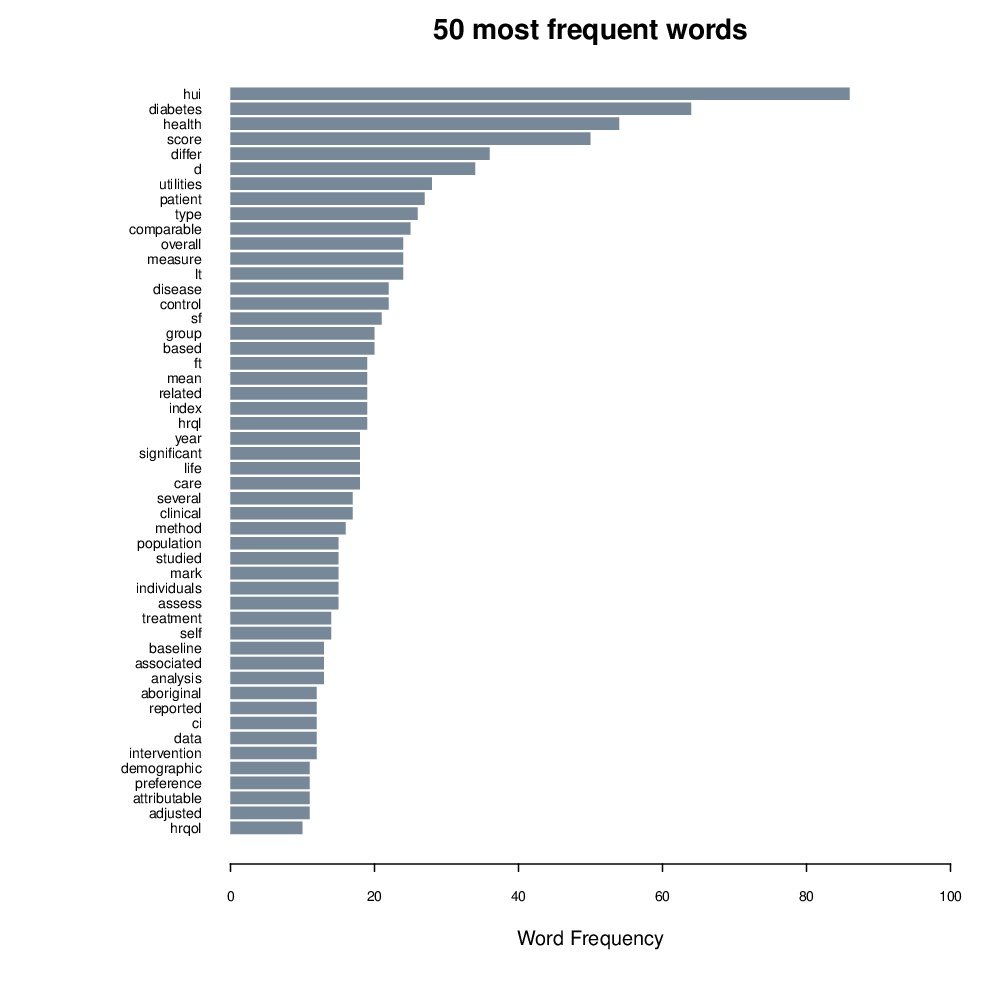 50 most frequent words
hui
diabetes
health
score
differ
d
utilities
patient
type
comparable
overall
measure
lt
disease
control
sf
group
based
ft
mean
related
index
hrql
year
significant
life
care
several
clinical
method
population
studied
mark
individuals
assess
treatment
self
baseline
associated
analysis
aboriginal
reported
ci
data
intervention
demographic
preference
attributable
adjusted
hrqol
0 20 40 60 80 100
Word Frequency